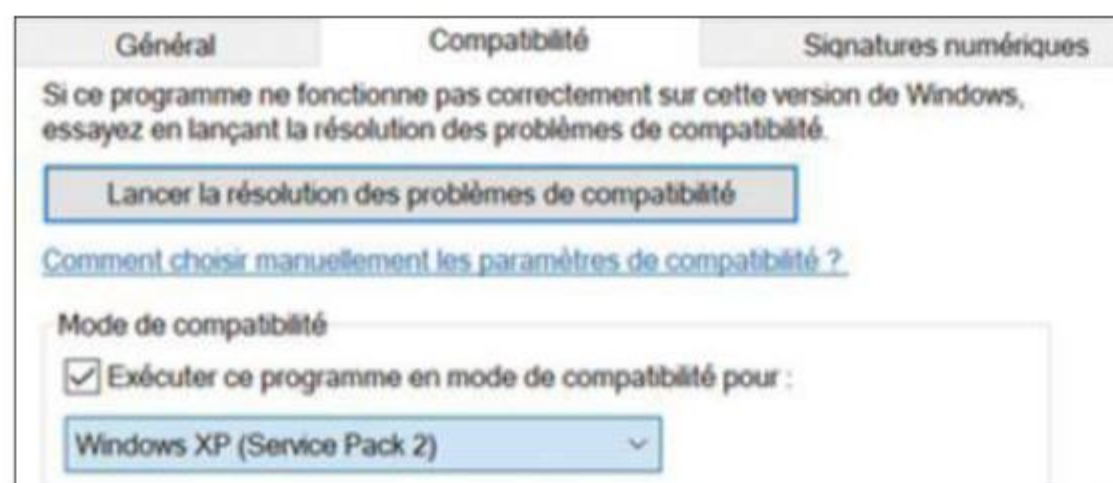 Général Compatibilité Signatures numériques
Si ce programme ne fonctionne pas correctement sur cette version de Windows,
essayez en lançant la résolution des problèmes de compatibilité.
Lancer la résolution des problèmes de compatibilité
Comment choisir manuellement les paramètres de compatibilité ?
Mode de compatibilité
Exécuter ce programme en mode de compatibilité pour :
Windows XP (Service Pack 2)